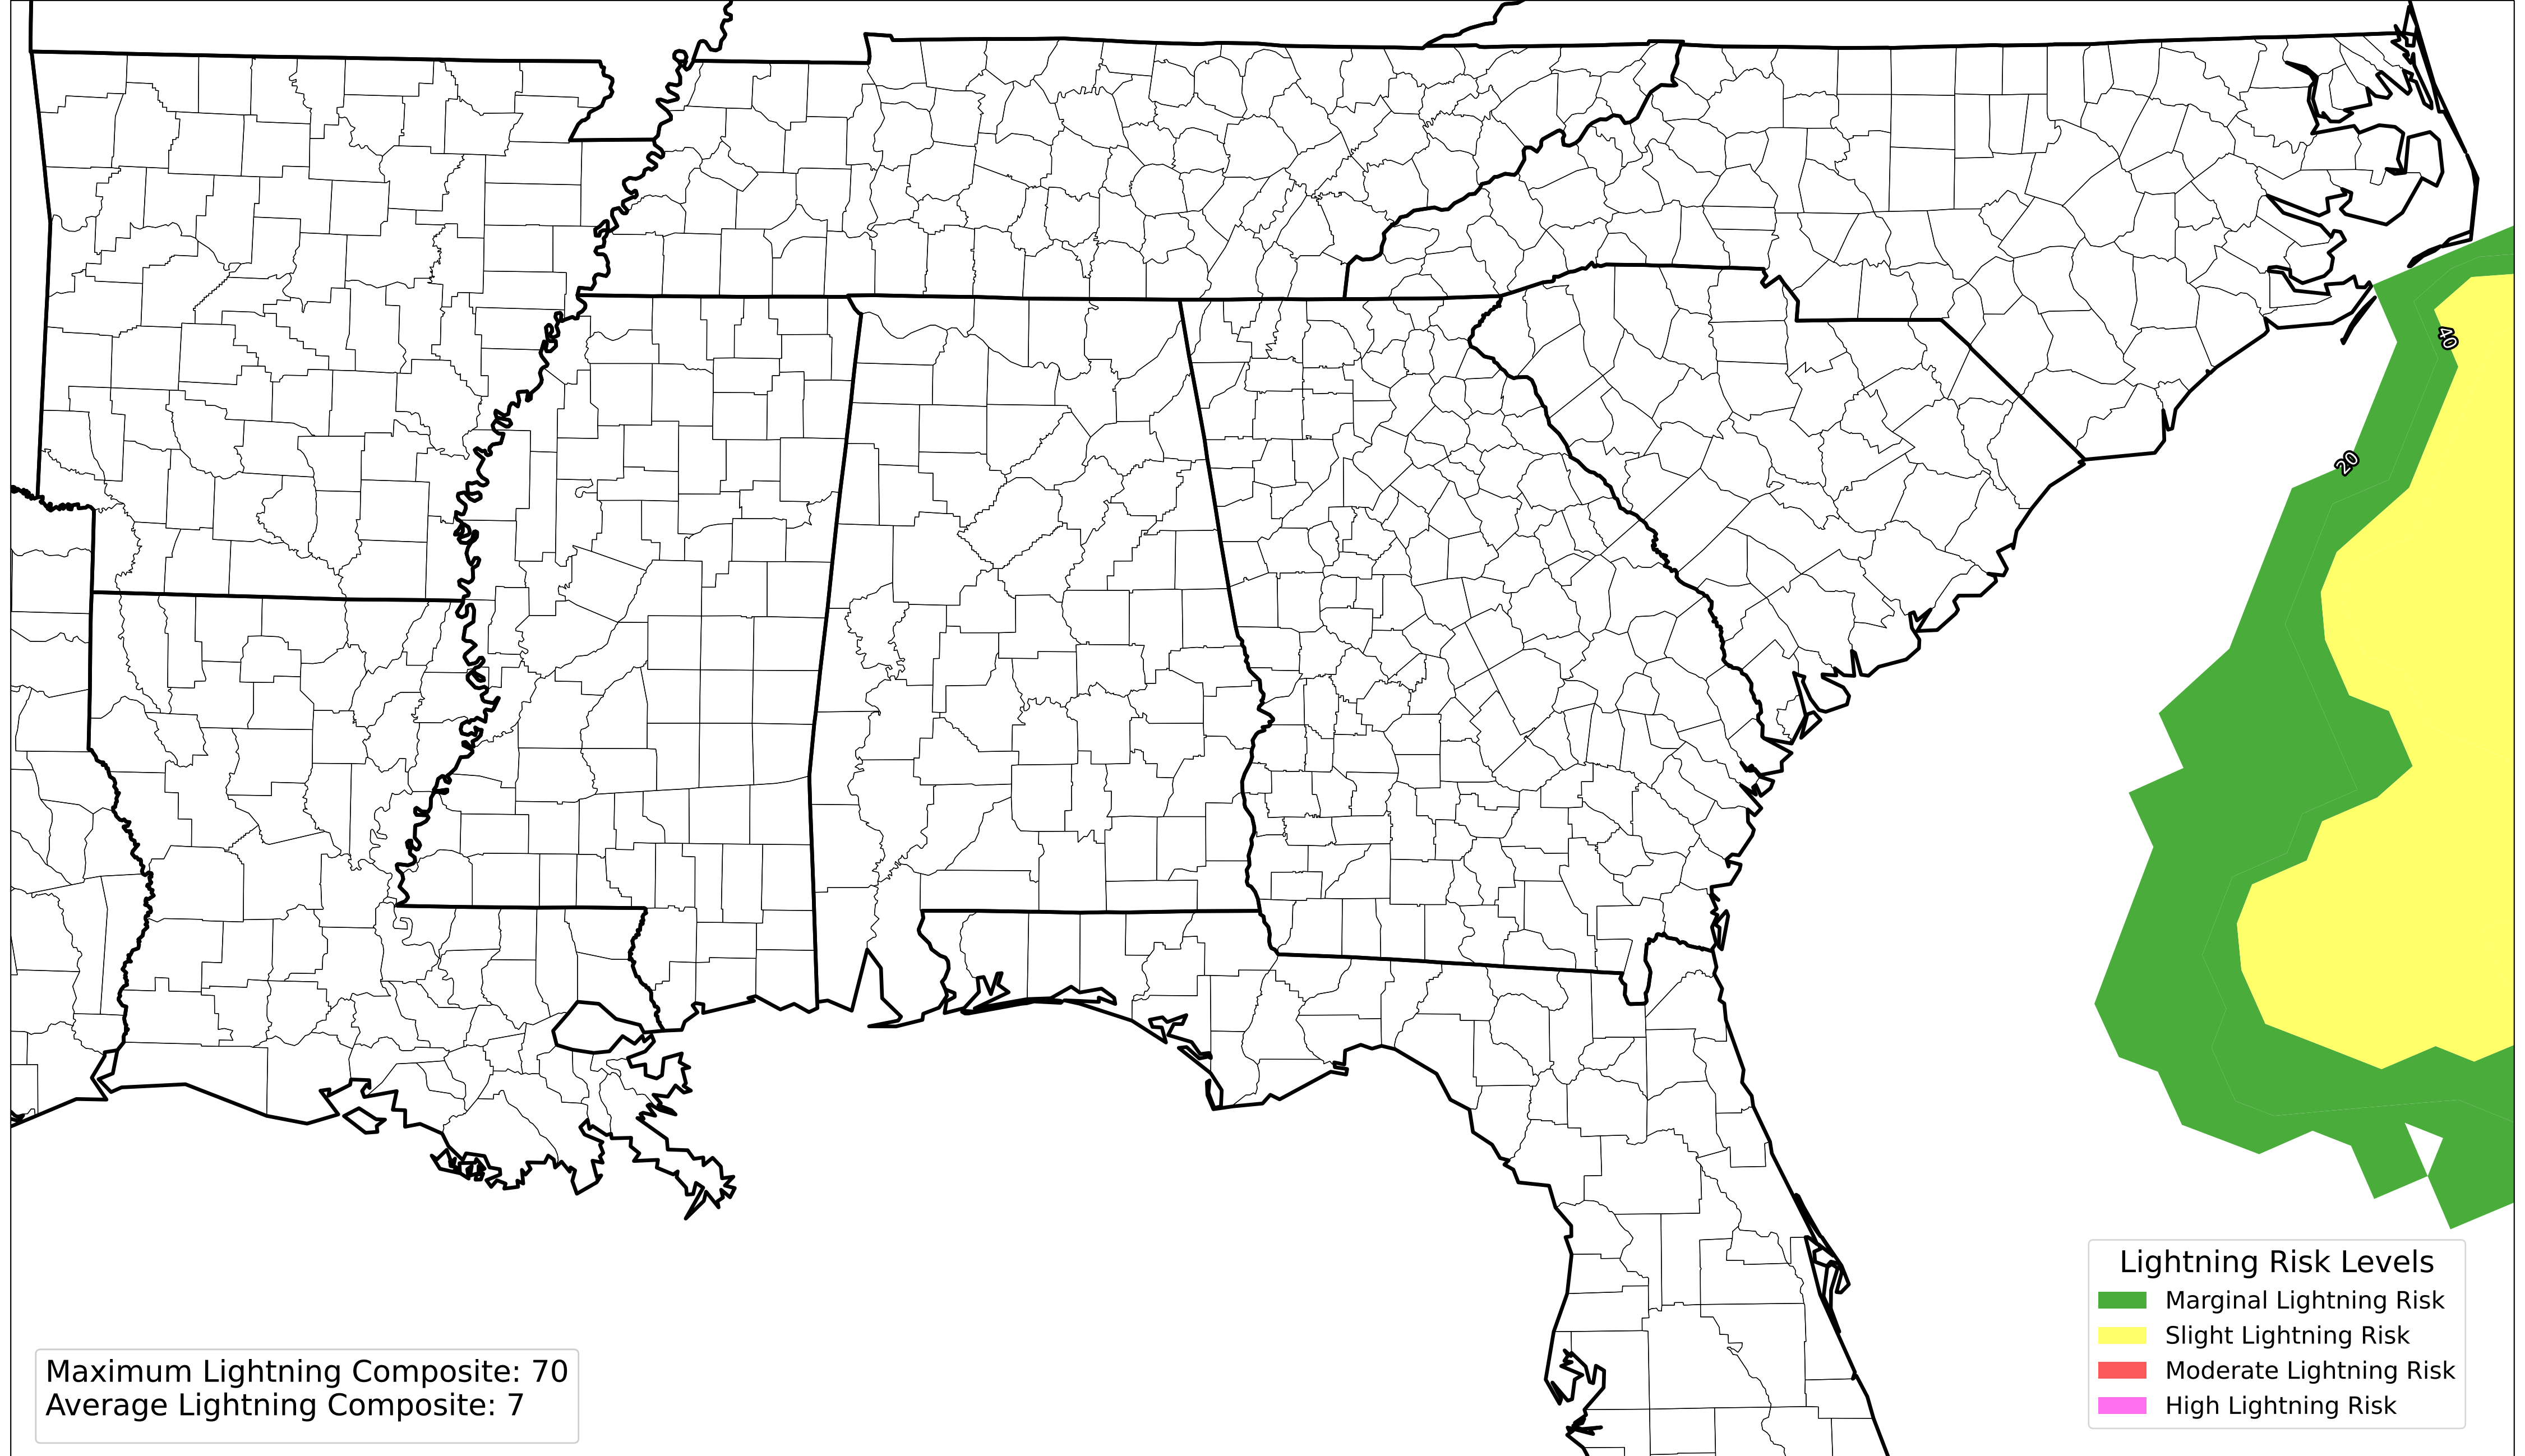 40
20
Lightning Risk Levels
Marginal Lightning Risk
Slight Lightning Risk
Moderate Lightning Risk
High Lightning Risk
Maximum Lightning Composite: 70
Average Lightning Composite: 7